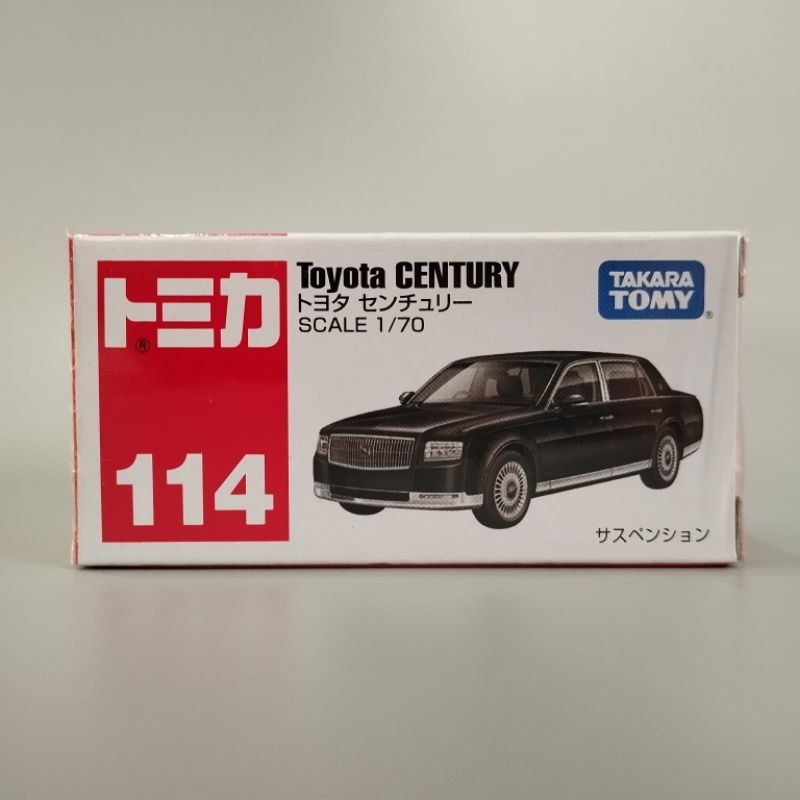 トミカ
®
114
Toyota CENTURY
トヨタ センチュリー
SCALE 1/70
TAKARA
TOMY
®
サスペンション